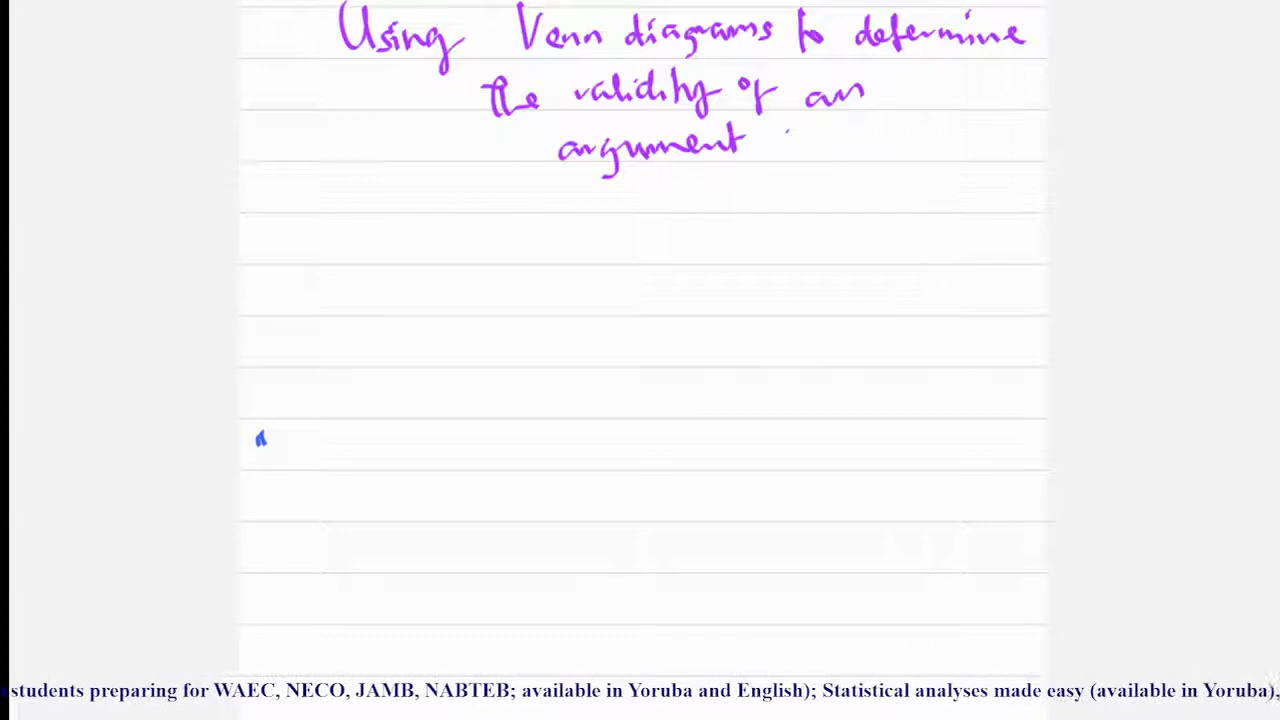 Using Venn diagrams to determine
the validity of an
argument
students preparing for WAEC, NECO, JAMB, NABTEB; available in Yoruba and English); Statistical analyses made easy (available in Yoruba),